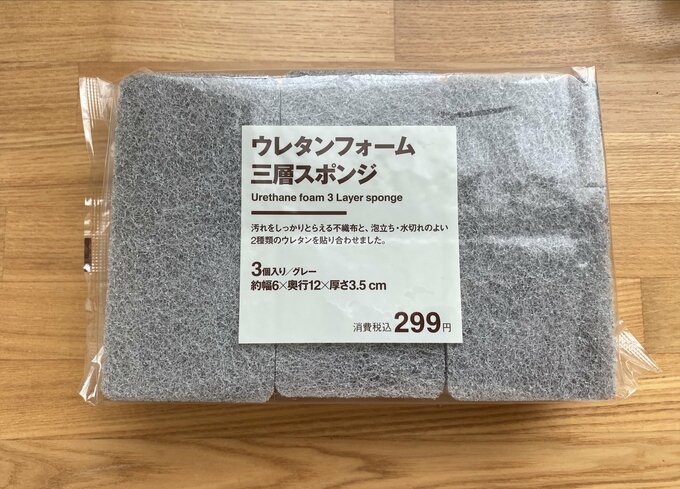 ウレタンフォーム
三層スポンジ
Urethane foam 3 Layer sponge
汚れをしっかりとらえる不織布と、泡立ち・水切れのよい
2種類のウレタンを貼り合わせました。
3個入り/グレー
約幅6×奥行12×厚さ3.5 cm
消費税込 299円